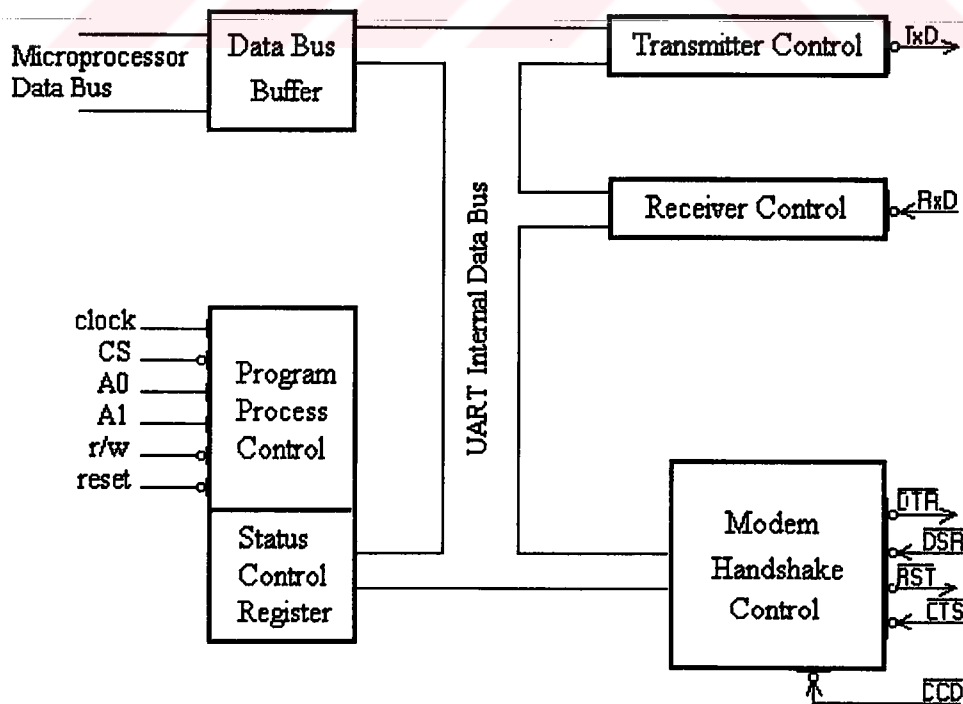 Microprocessor
Data Bus
Data Bus
Buffer
Transmitter Control
TxD
Receiver Control
RxD
UART Internal Data Bus
clock
CS
A0
A1
r/w
reset
Program
Process
Control
Status
Control
Register
Modem
Handshake
Control
DTR
DSR
RST
CTS
CCD